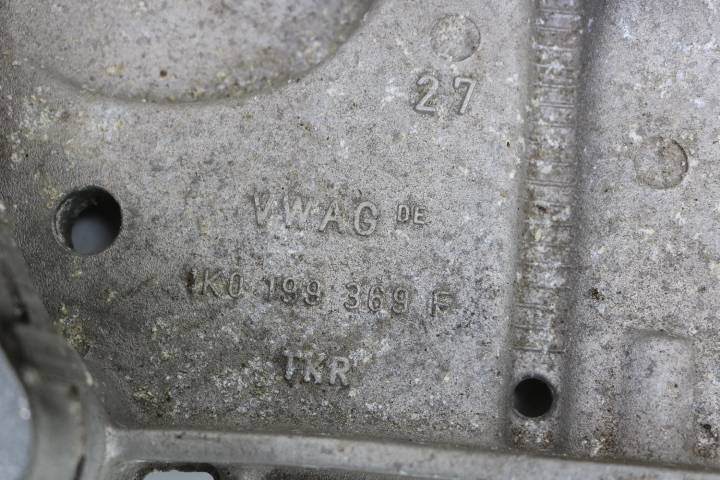 27
VWAG DE
1K0 199 369 F
TKR